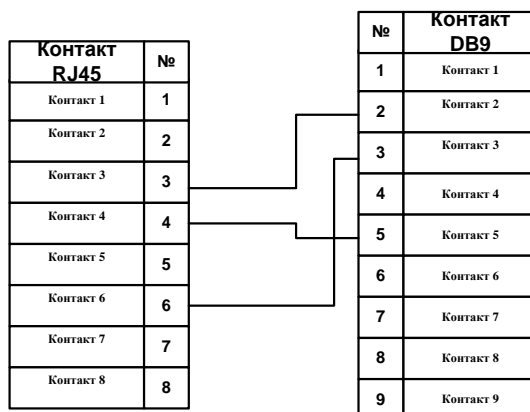 Контакт RJ45 №
Контакт 1 1
Контакт 2 2
Контакт 3 3
Контакт 4 4
Контакт 5 5
Контакт 6 6
Контакт 7 7
Контакт 8 8
№ Контакт DB9
1 Контакт 1
2 Контакт 2
3 Контакт 3
4 Контакт 4
5 Контакт 5
6 Контакт 6
7 Контакт 7
8 Контакт 8
9 Контакт 9